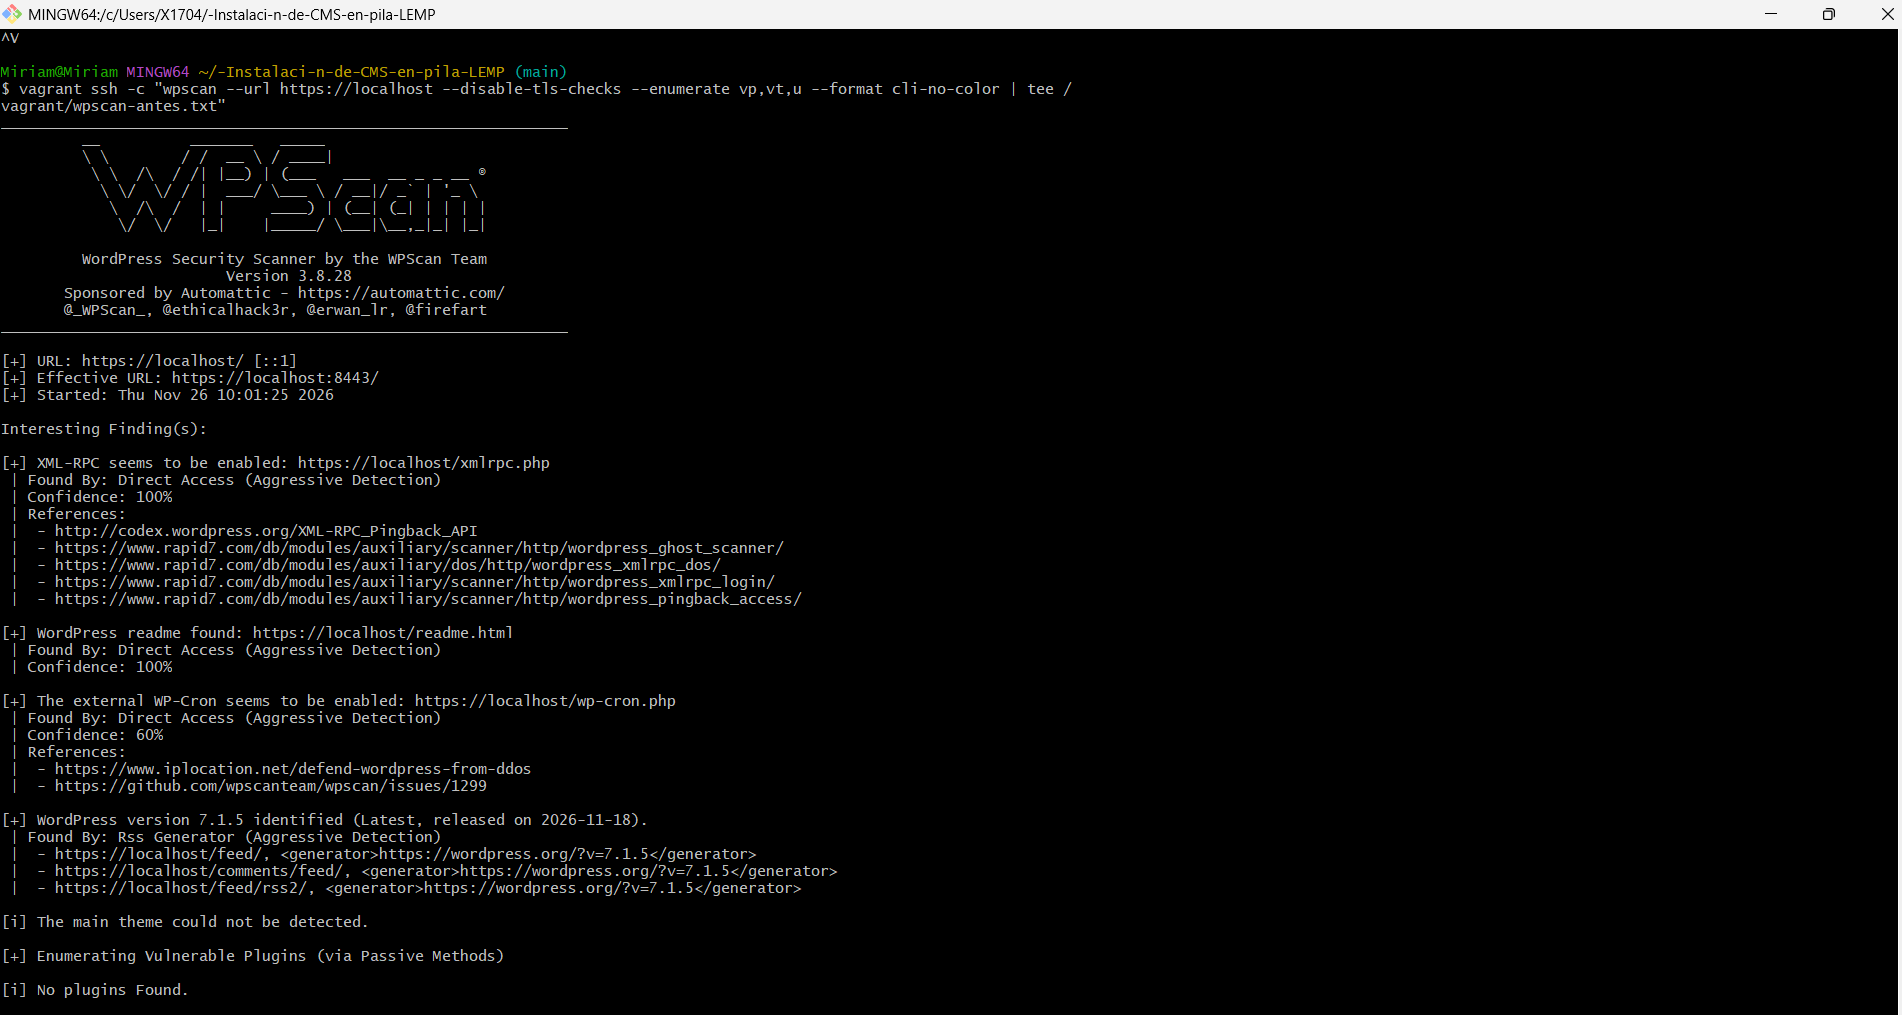 MINGW64:/c/Users/X1704/-Instalaci-n-de-CMS-en-pila-LEMP
^V
Miriam@Miriam MINGW64 ~/-Instalaci-n-de-CMS-en-pila-LEMP (main)
$ vagrant ssh -c "wpscan --url https://localhost --disable-tls-checks --enumerate vp,vt,u --format cli-no-color | tee /
vagrant/wpscan-antes.txt"
WPScan ®
WordPress Security Scanner by the WPScan Team
Version 3.8.28
Sponsored by Automattic - https://automattic.com/
@_WPScan_, @ethicalhack3r, @erwan_lr, @firefart
[+] URL: https://localhost/ [::1]
[+] Effective URL: https://localhost:8443/
[+] Started: Thu Nov 26 10:01:25 2026
Interesting Finding(s):
[+] XML-RPC seems to be enabled: https://localhost/xmlrpc.php
| Found By: Direct Access (Aggressive Detection)
| Confidence: 100%
| References:
|  - http://codex.wordpress.org/XML-RPC_Pingback_API
|  - https://www.rapid7.com/db/modules/auxiliary/scanner/http/wordpress_ghost_scanner/
|  - https://www.rapid7.com/db/modules/auxiliary/dos/http/wordpress_xmlrpc_dos/
|  - https://www.rapid7.com/db/modules/auxiliary/scanner/http/wordpress_xmlrpc_login/
|  - https://www.rapid7.com/db/modules/auxiliary/scanner/http/wordpress_pingback_access/
[+] WordPress readme found: https://localhost/readme.html
| Found By: Direct Access (Aggressive Detection)
| Confidence: 100%
[+] The external WP-Cron seems to be enabled: https://localhost/wp-cron.php
| Found By: Direct Access (Aggressive Detection)
| Confidence: 60%
| References:
|  - https://www.iplocation.net/defend-wordpress-from-ddos
|  - https://github.com/wpscanteam/wpscan/issues/1299
[+] WordPress version 7.1.5 identified (Latest, released on 2026-11-18).
| Found By: Rss Generator (Aggressive Detection)
|  - https://localhost/feed/, <generator>https://wordpress.org/?v=7.1.5</generator>
|  - https://localhost/comments/feed/, <generator>https://wordpress.org/?v=7.1.5</generator>
|  - https://localhost/feed/rss2/, <generator>https://wordpress.org/?v=7.1.5</generator>
[i] The main theme could not be detected.
[+] Enumerating Vulnerable Plugins (via Passive Methods)
[i] No plugins Found.